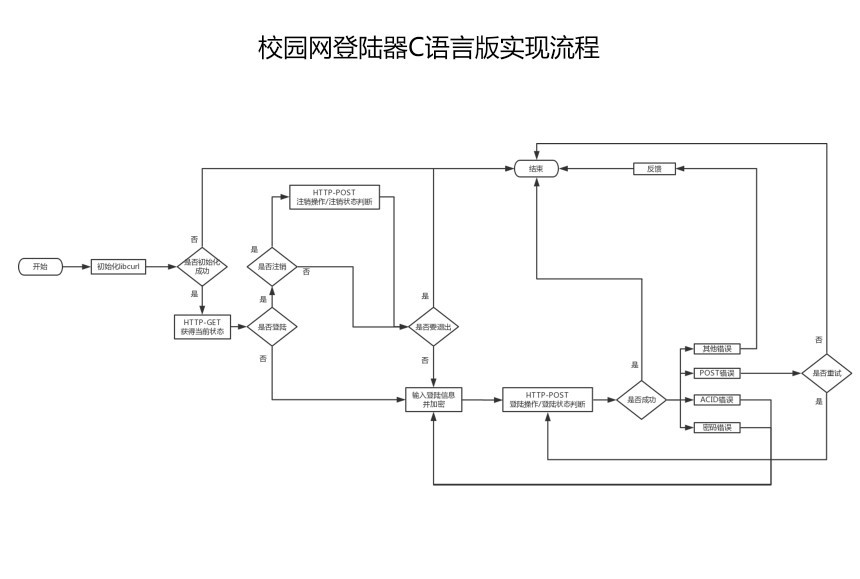 校园网登陆器C语言版实现流程
结束
反馈
HTTP-POST
注销操作/注销状态判断
否
是
开始
初始化libcurl
是否初始化
成功
是否注销
否
是
是
HTTP-GET
获得当前状态
是否登陆
是
是否要退出
否
否
其他错误
否
是
POST错误
是否重试
输入登陆信息
并加密
HTTP-POST
登陆操作/登陆状态判断
是否成功
ACID错误
是
密码错误